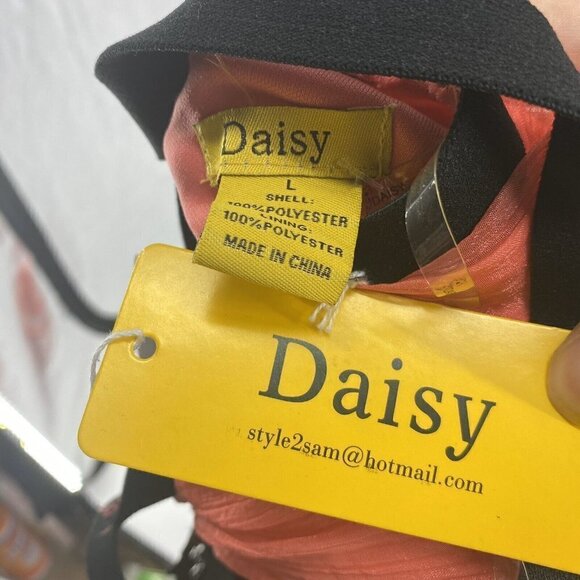 Daisy
L
SHELL:
100%POLYESTER
LINING:
100%POLYESTER
MADE IN CHINA
Daisy
style2sam@hotmail.com